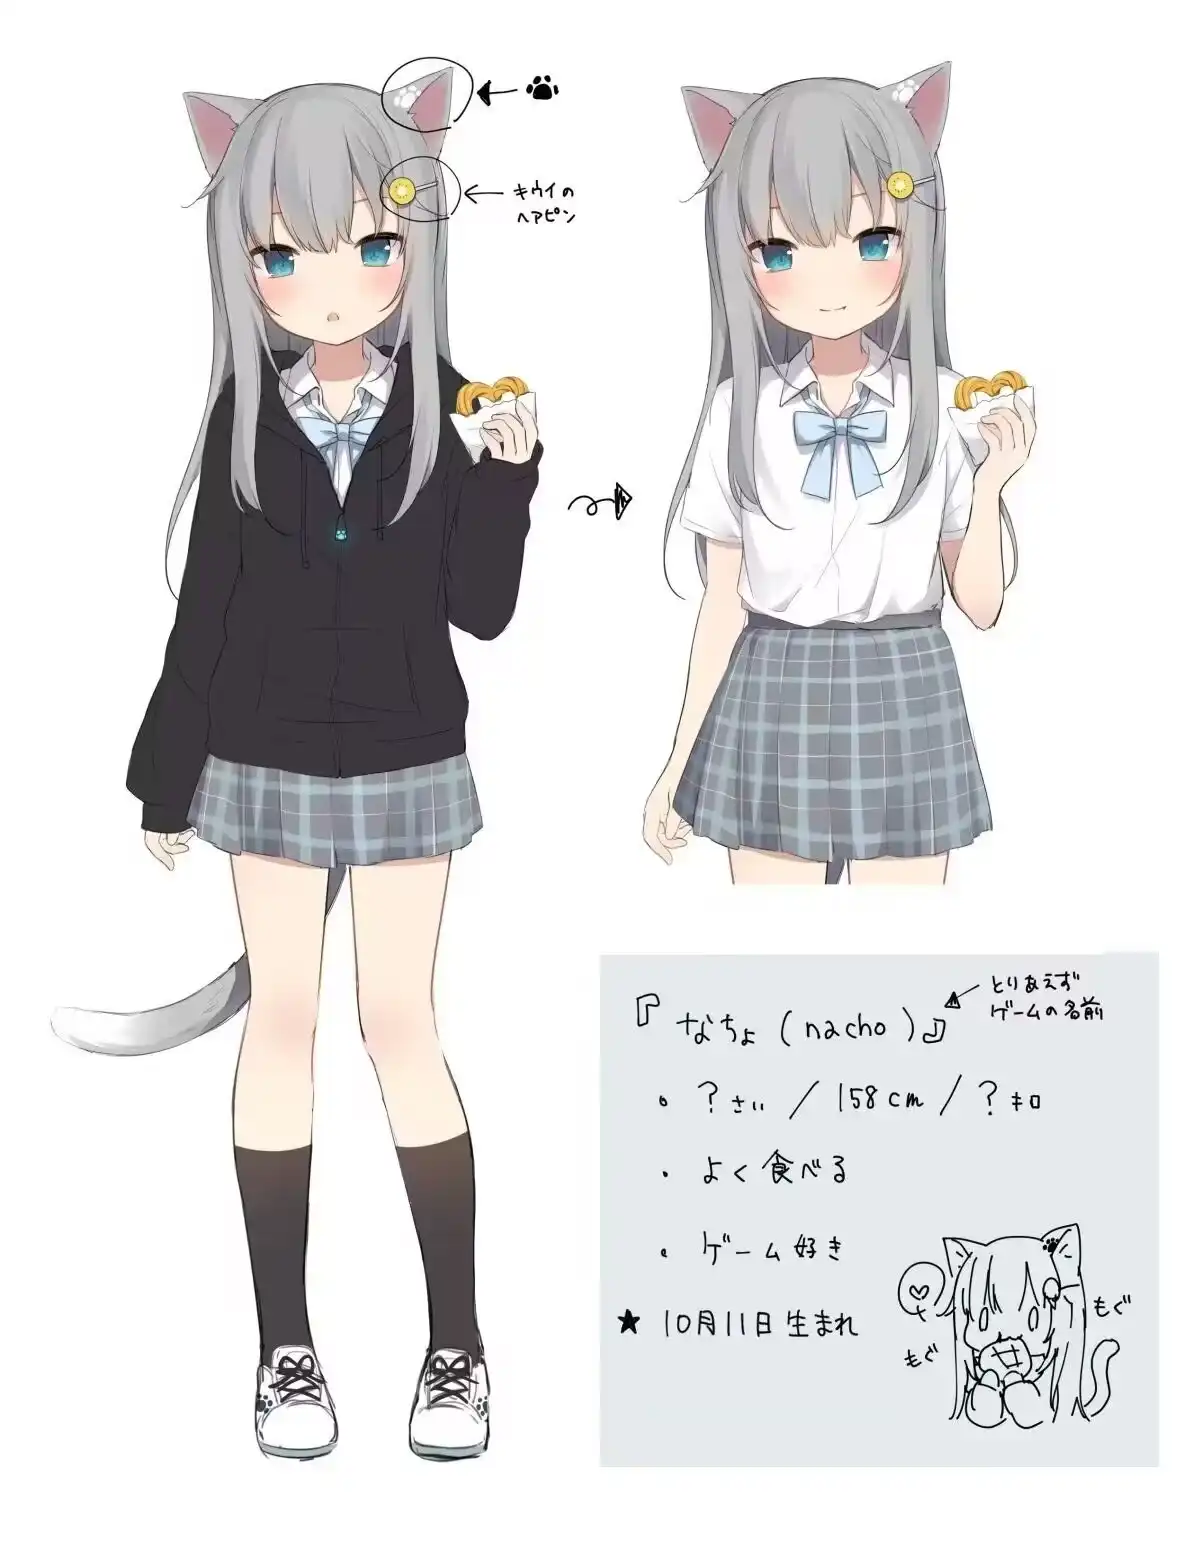 キウイの
ヘアピン
『なちょ(nacho)』
とりあえず
ゲームの名前
・?さい/158cm/?キロ
・よく食べる
・ゲーム好き
★10月11日生まれ
もぐ
もぐ